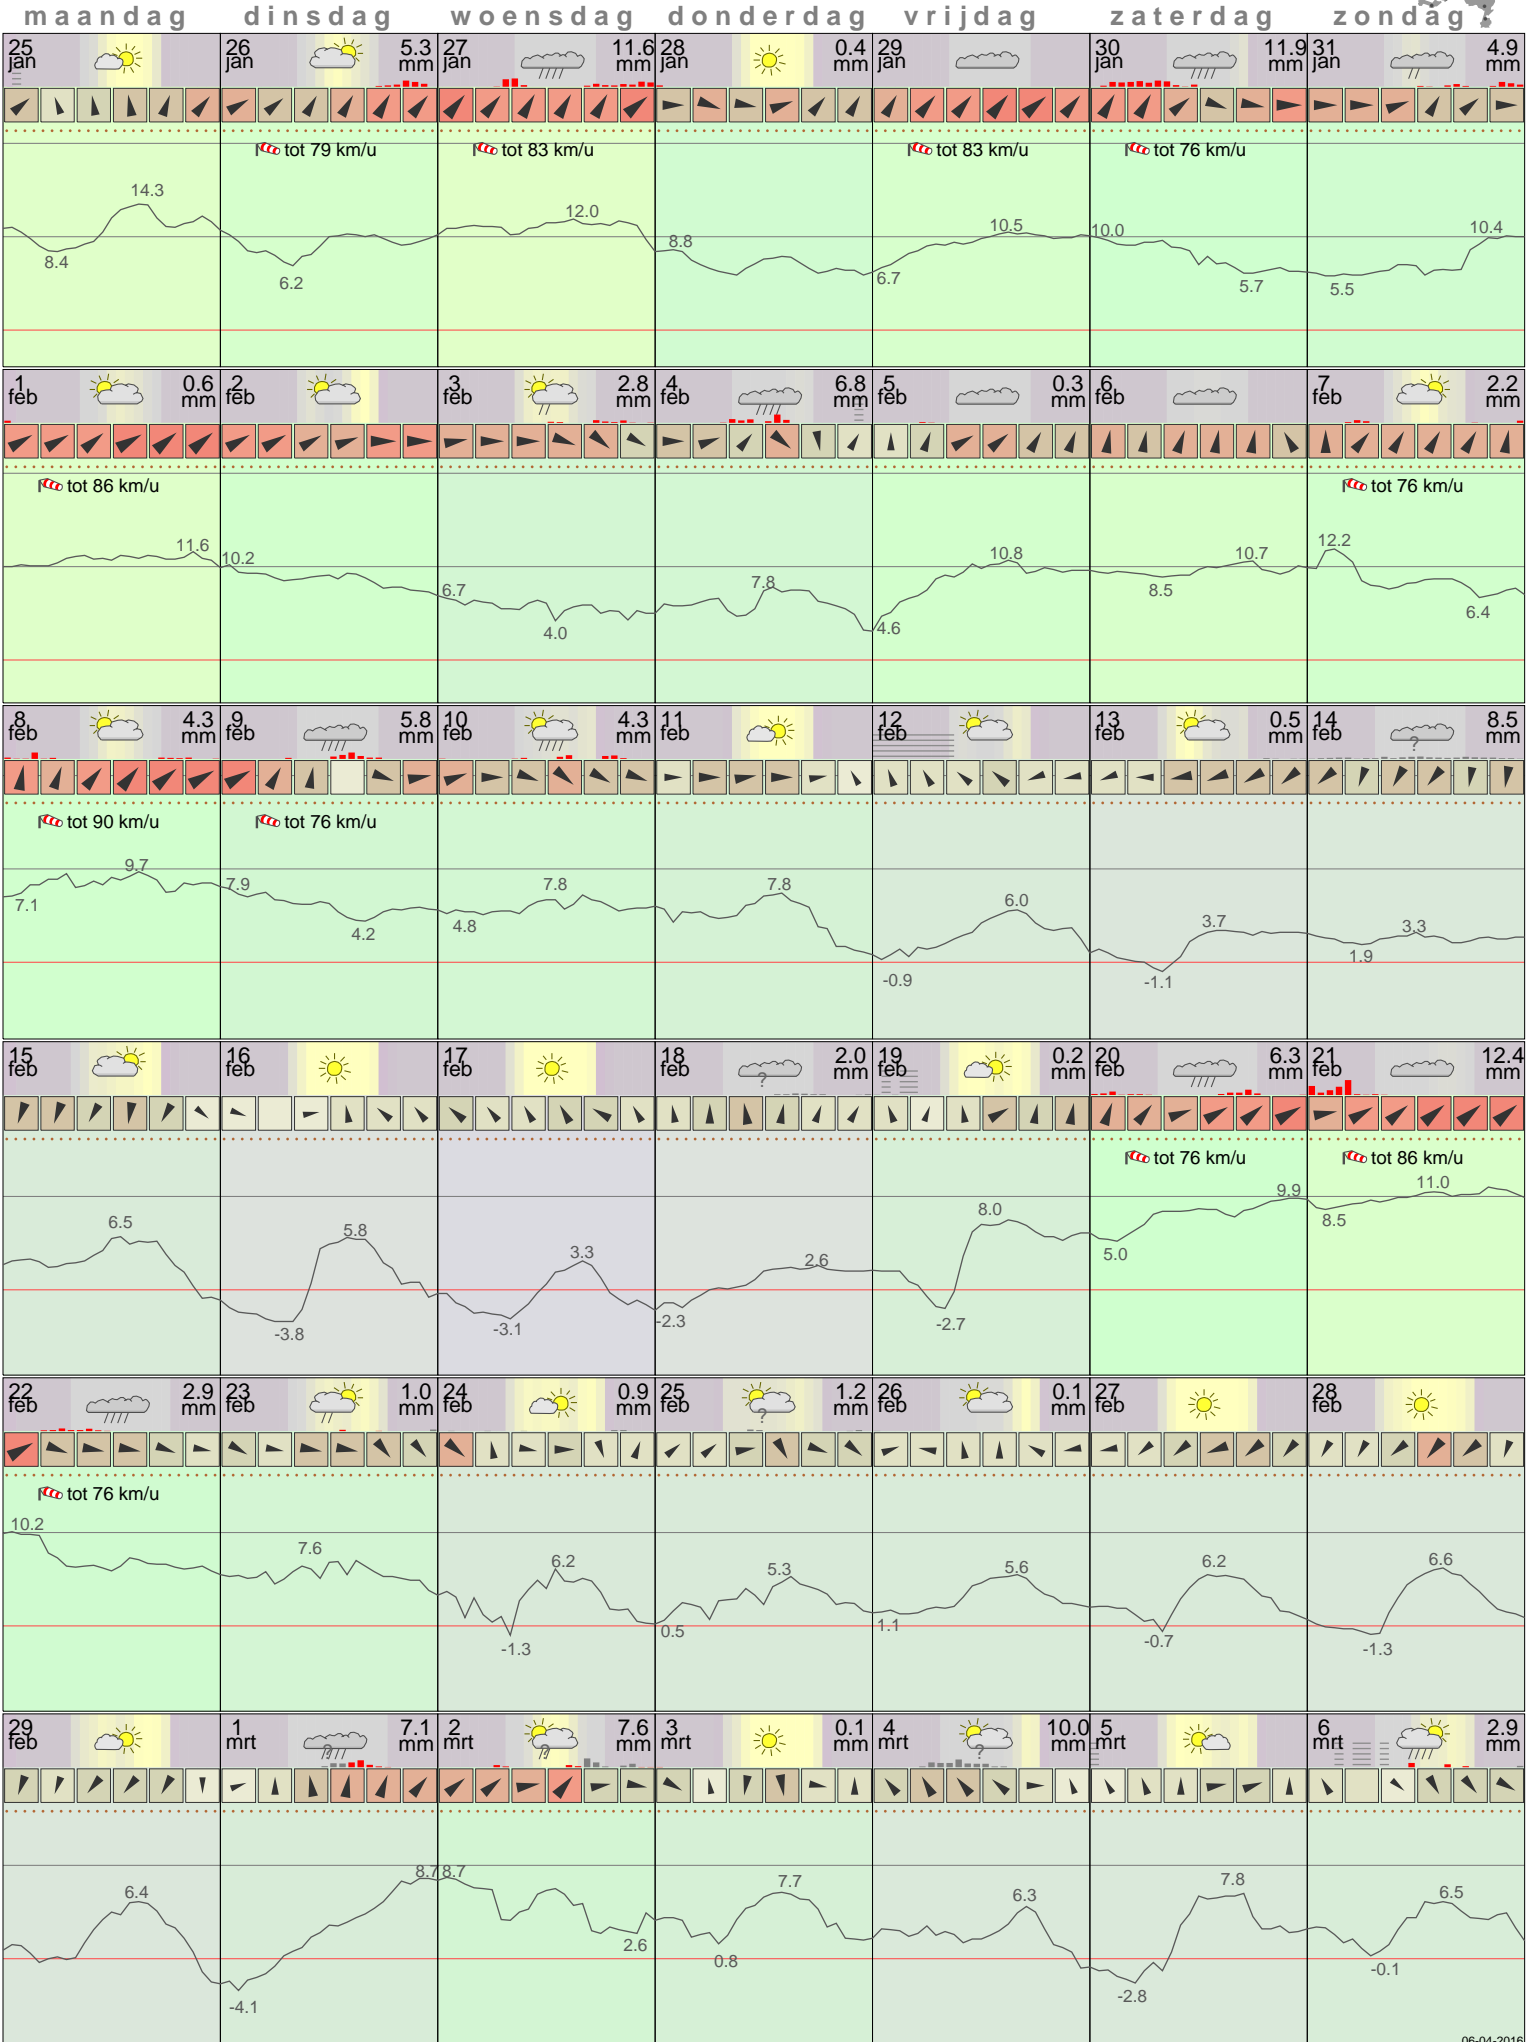 maandag dinsdag woensdag donderdag vrijdag zaterdag zondag
25 26 5.3 27 11.6 28 0.4 29 30 11.9 31 4.9
jan jan mm jan mm jan mm jan jan mm jan mm
tot 79 km/u tot 83 km/u tot 83 km/u tot 76 km/u
14.3 12.0 10.5 10.0 10.4
8.8
8.4 6.2 6.7 5.7 5.5
1 0.6 2 3 2.8 4 6.8 5 0.3 6 7 2.2
feb mm feb feb mm feb mm feb mm feb feb mm
tot 86 km/u tot 76 km/u
11.6 10.2 10.8 10.7 12.2
6.7 7.8 8.5 6.4
4.0 4.6
8 4.3 9 5.8 10 4.3 11 12 13 0.5 14 8.5
feb mm feb mm feb mm feb feb feb mm feb ? mm
tot 90 km/u tot 76 km/u
9.7 7.9 7.8 7.8
7.1 4.2 4.8 6.0 3.7 3.3
-0.9 -1.1 1.9
15 16 17 18 2.0 19 0.2 20 6.3 21 12.4
feb feb feb feb ? mm feb mm feb mm feb mm
tot 76 km/u tot 86 km/u
9.9 11.0
6.5 5.8 3.3 2.6 8.0 5.0 8.5
-3.8 -3.1 -2.3 -2.7
22 2.9 23 1.0 24 0.9 25 1.2 26 0.1 27 28
feb mm feb mm feb mm feb ? mm feb mm feb feb
tot 76 km/u
10.2 7.6 6.2 5.3 5.6 6.2 6.6
-1.3 0.5 1.1 -0.7 -1.3
29 1 7.1 2 7.6 3 0.1 4 10.0 5 6 2.9
feb mrt ? mm mrt ? mm mrt mm mrt ? mm mrt mrt mm
8.7 8.7
6.4 7.7 6.3 7.8 6.5
2.6 0.8 -0.1
-4.1 -2.8
06-04-2016